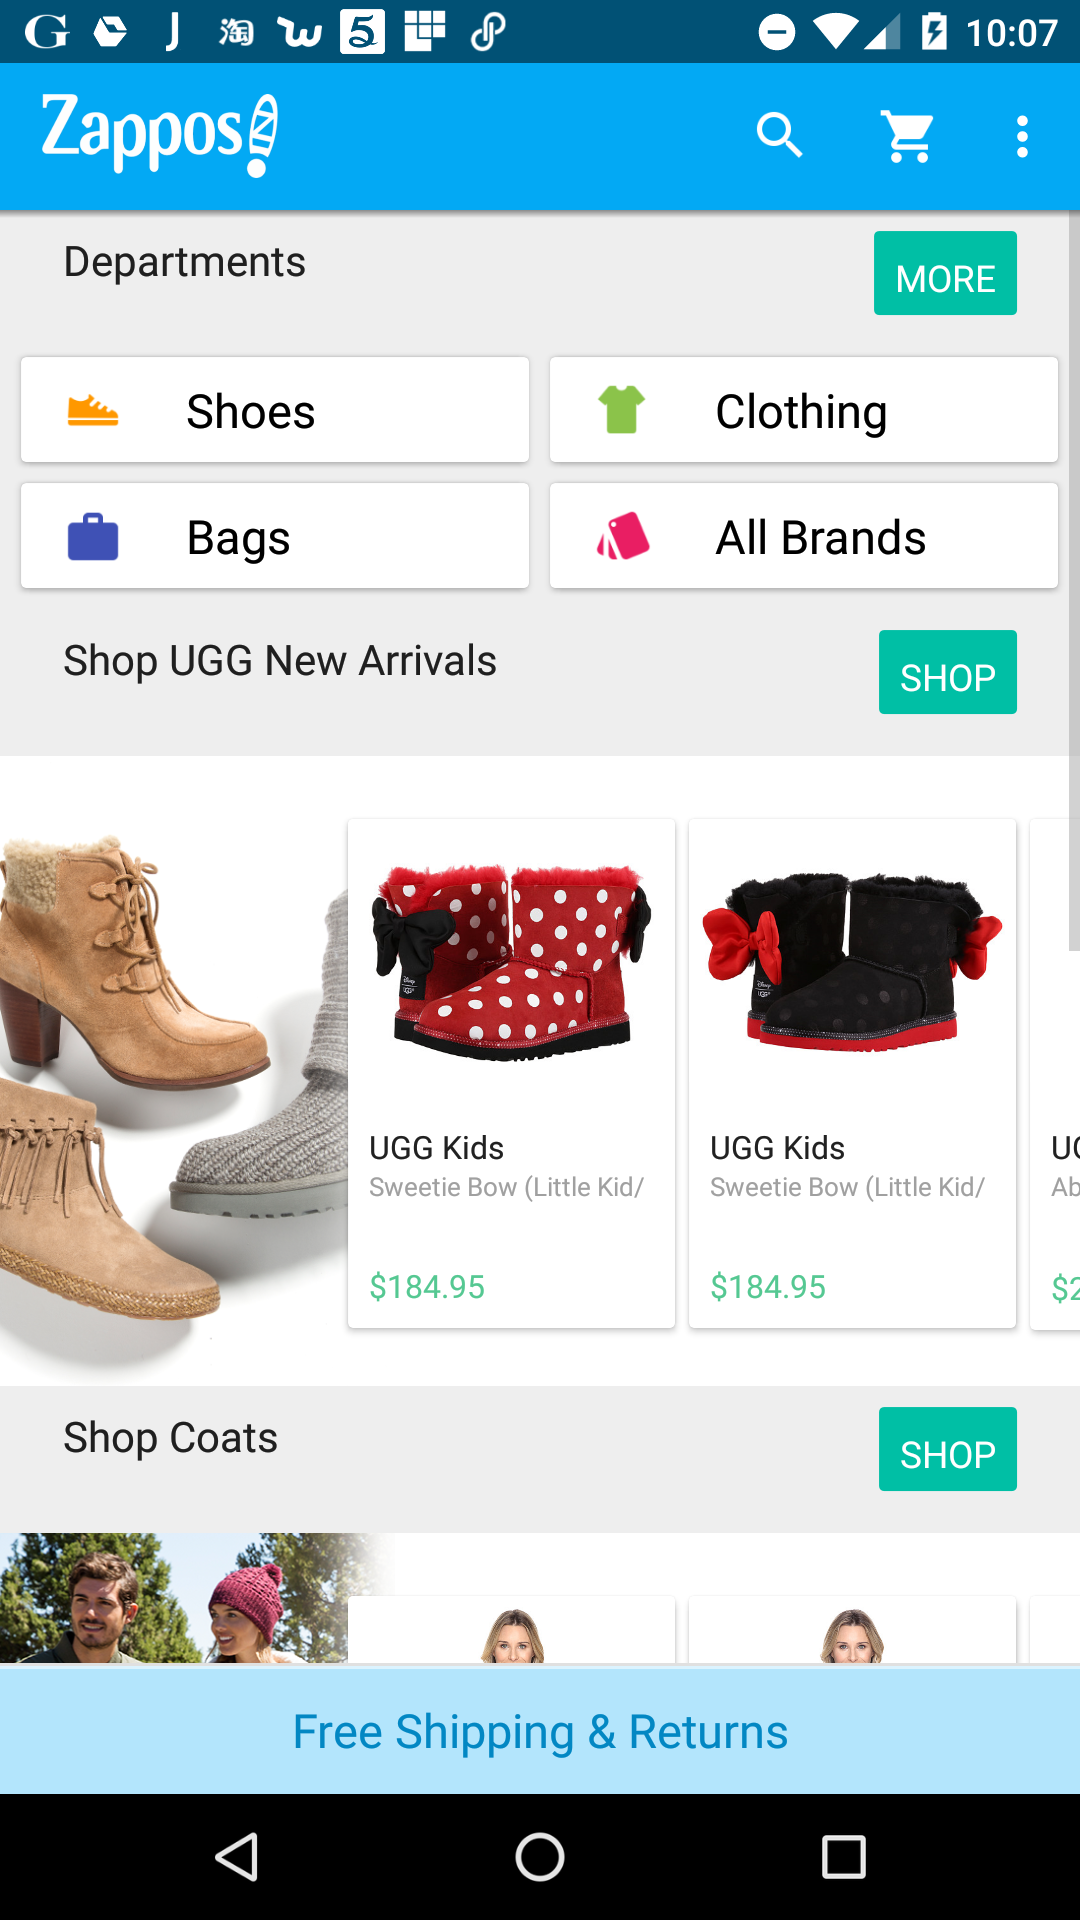 G J 淘 w 5 10:07
Zappos
Departments
MORE
Shoes
Clothing
Bags
All Brands
Shop UGG New Arrivals
SHOP
UGG Kids
Sweetie Bow (Little Kid/
$184.95
UGG Kids
Sweetie Bow (Little Kid/
$184.95
UG
Ab
$2
Shop Coats
SHOP
Free Shipping & Returns